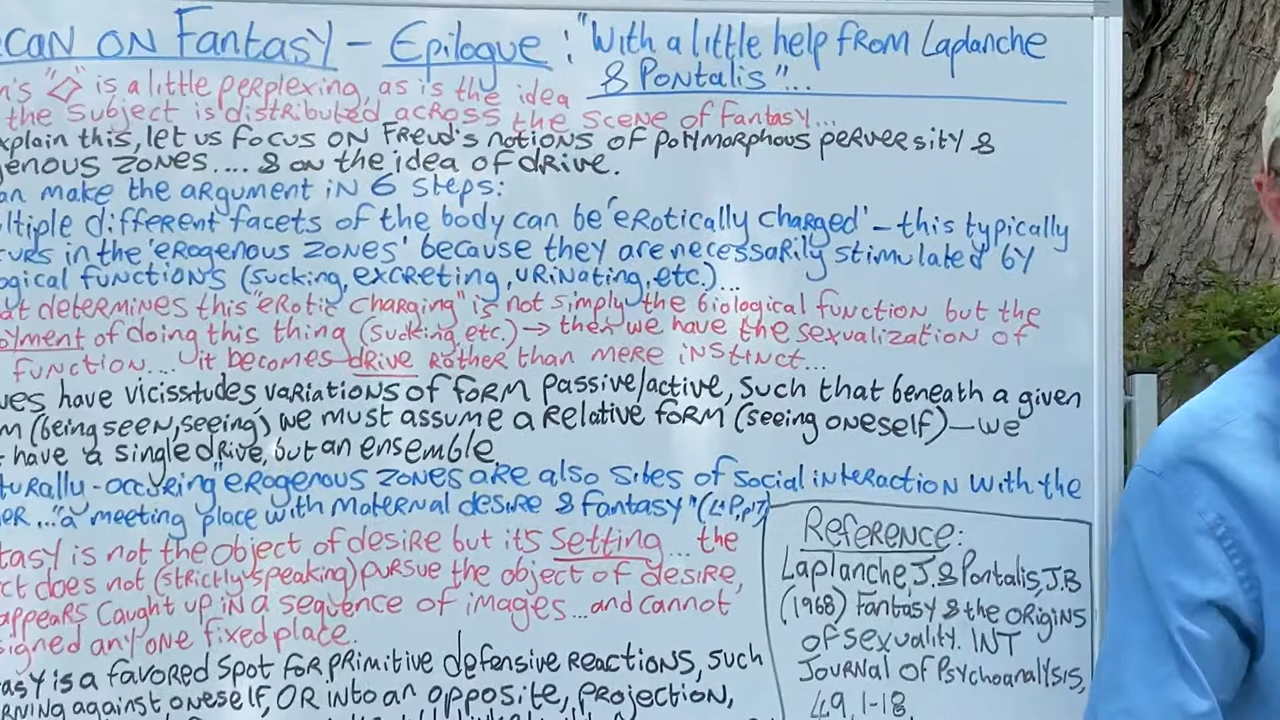 CAN ON FANTASY - EPILOGUE: "WITH A LITTLE HELP FROM LAPLANCHE
& PONTALIS"...
N'S "◇" IS A LITTLE PERPLEXING, AS IS THE IDEA
THE SUBJECT IS DISTRIBUTED ACROSS THE SCENE OF FANTASY...
XPLAIN THIS, LET US FOCUS ON FREUD'S NOTIONS OF POLYMORPHOUS PERVERSITY &
GENOUS ZONES.... & ON THE IDEA OF DRIVE.
AN MAKE THE ARGUMENT IN 6 STEPS:
LTIPLE DIFFERENT FACETS OF THE BODY CAN BE 'EROTICALLY CHARGED' - THIS TYPICALLY
URS IN THE 'EROGENOUS ZONES' BECAUSE THEY ARE NECESSARILY STIMULATED BY
OGICAL FUNCTIONS (SUCKING, EXCRETING, URINATING, ETC.)...
AT DETERMINES THIS "EROTIC CHARGING" IS NOT SIMPLY THE BIOLOGICAL FUNCTION BUT THE
OYMENT OF DOING THIS THING (SUCKING, ETC.) → THEN WE HAVE THE SEXUALIZATION OF
FUNCTION... IT BECOMES DRIVE RATHER THAN MERE INSTINCT...
VES HAVE VICISSTUDES VARIATIONS OF FORM PASSIVE/ACTIVE, SUCH THAT BENEATH A GIVEN
M (BEING SEEN, SEEING) WE MUST ASSUME A RELATIVE FORM (SEEING ONESELF) - WE
HAVE A SINGLE DRIVE, BUT AN ENSEMBLE
TURALLY-OCCURING EROGENOUS ZONES ARE ALSO SITES OF SOCIAL INTERACTION WITH THE
ER... "A MEETING PLACE WITH MATERNAL DESIRE & FANTASY" (L+P, p17)
TASY IS NOT THE OBJECT OF DESIRE BUT ITS SETTING... THE
CT DOES NOT (STRICTLY SPEAKING) PURSUE THE OBJECT OF DESIRE,
APPEARS CAUGHT UP IN A SEQUENCE OF IMAGES... AND CANNOT
SIGNED ANY ONE FIXED PLACE.
ASY IS A FAVORED SPOT FOR PRIMITIVE DEFENSIVE REACTIONS, SUCH
RNING AGAINST ONESELF, OR INTO AN OPPOSITE, PROJECTION,
REFERENCE:
LAPLANCHE, J. & PONTALIS, J.B
(1968) FANTASY & THE ORIGINS
OF SEXUALITY. INT
JOURNAL OF PSYCHOANALYSIS,
49, 1-18.